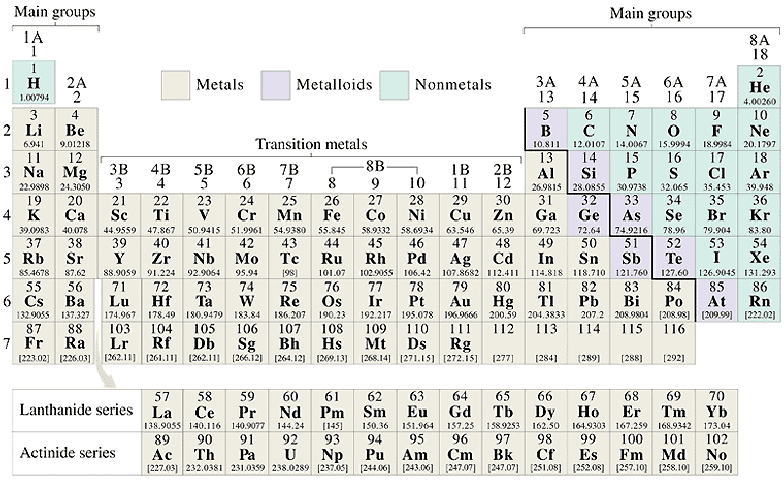 Main groups
Main groups
1A
1
8A
18
Metals
Metalloids
Nonmetals
2A
2
3A 4A 5A 6A 7A
13 14 15 16 17
1
1
H
1.00794
2
He
4.00260
2
3 4 5 6 7 8 9 10
Li Be B C N O F Ne
6.941 9.01218 10.811 12.0107 14.0067 15.9994 18.9984 20.1797
Transition metals
3B 4B 5B 6B 7B 8B 1B 2B
3 4 5 6 7 8 9 10 11 12
3
11 12 13 14 15 16 17 18
Na Mg Al Si P S Cl Ar
22.9898 24.3050 26.9815 28.0855 30.9738 32.065 35.453 39.948
4
19 20 21 22 23 24 25 26 27 28 29 30 31 32 33 34 35 36
K Ca Sc Ti V Cr Mn Fe Co Ni Cu Zn Ga Ge As Se Br Kr
39.0983 40.078 44.9559 47.867 50.9415 51.9961 54.9380 55.845 58.9332 58.6934 63.546 65.39 69.723 72.64 74.9216 78.96 79.904 83.80
5
37 38 39 40 41 42 43 44 45 46 47 48 49 50 51 52 53 54
Rb Sr Y Zr Nb Mo Tc Ru Rh Pd Ag Cd In Sn Sb Te I Xe
85.4678 87.62 88.9059 91.224 92.9064 95.94 [98] 101.07 102.9055 106.42 107.8682 112.411 114.818 118.710 121.760 127.60 126.9045 131.293
6
55 56 71 72 73 74 75 76 77 78 79 80 81 82 83 84 85 86
Cs Ba Lu Hf Ta W Re Os Ir Pt Au Hg Tl Pb Bi Po At Rn
132.9055 137.327 174.967 178.49 180.9479 183.84 186.207 190.23 192.217 195.078 196.9666 200.59 204.3833 207.2 208.9804 [208.98] [209.99] [222.02]
7
87 88 103 104 105 106 107 108 109 110 111 112 113 114 115 116
Fr Ra Lr Rf Db Sg Bh Hs Mt Ds Rg
[223.02] [226.03] [262.11] [261.11] [262.11] [266.12] [264.12] [269.13] [268.14] [271.15] [272.15] [277] [284] [289] [288] [292]
Lanthanide series
57 58 59 60 61 62 63 64 65 66 67 68 69 70
La Ce Pr Nd Pm Sm Eu Gd Tb Dy Ho Er Tm Yb
138.9055 140.116 140.9077 144.24 [145] 150.36 151.964 157.25 158.9253 162.50 164.9303 167.259 168.9342 173.04
Actinide series
89 90 91 92 93 94 95 96 97 98 99 100 101 102
Ac Th Pa U Np Pu Am Cm Bk Cf Es Fm Md No
[227.03] 232.0381 231.0359 238.0289 [237.05] [244.06] [243.06] [247.07] [247.07] [251.08] [252.08] [257.10] [258.10] [259.10]